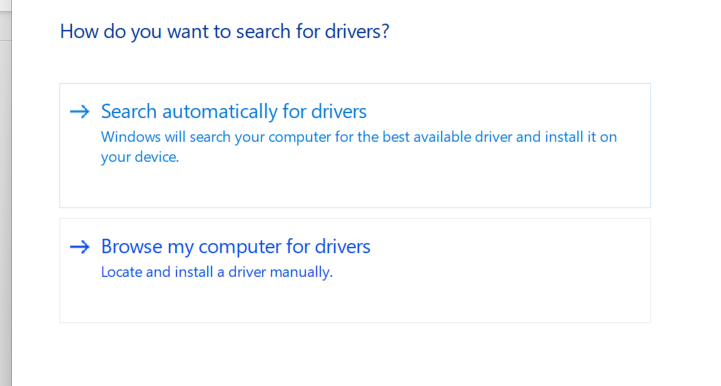 How do you want to search for drivers?
Search automatically for drivers
Windows will search your computer for the best available driver and install it on
your device.
Browse my computer for drivers
Locate and install a driver manually.